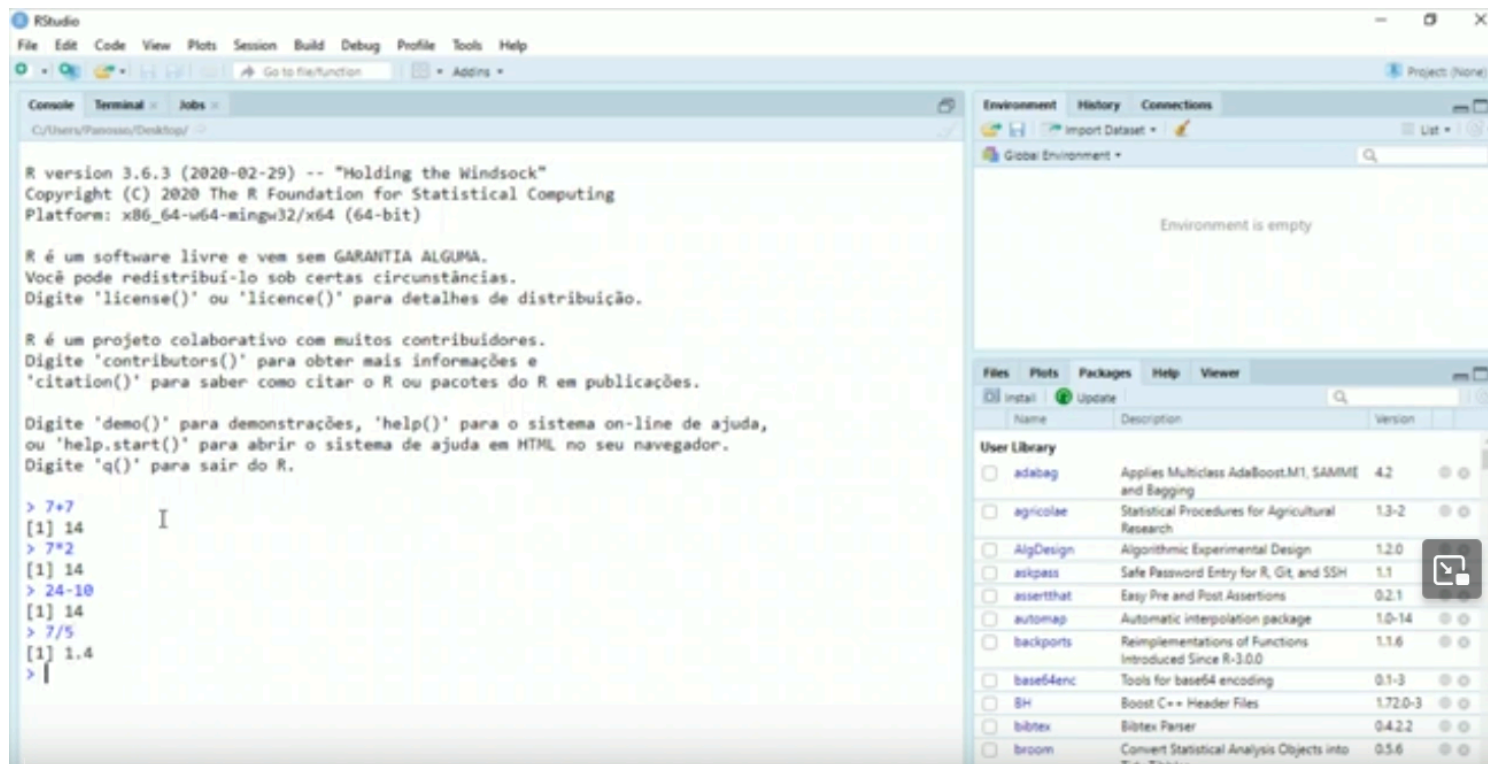 RStudio
File Edit Code View Plots Session Build Debug Profile Tools Help
Go to file/function Addins Project: (None)
Console Terminal Jobs
C:/Users/Panosso/Desktop/
R version 3.6.3 (2020-02-29) -- "Holding the Windsock"
Copyright (C) 2020 The R Foundation for Statistical Computing
Platform: x86_64-w64-mingw32/x64 (64-bit)
R é um software livre e vem sem GARANTIA ALGUMA.
Você pode redistribuí-lo sob certas circunstâncias.
Digite 'license()' ou 'licence()' para detalhes de distribuição.
R é um projeto colaborativo com muitos contribuidores.
Digite 'contributors()' para obter mais informações e
'citation()' para saber como citar o R ou pacotes do R em publicações.
Digite 'demo()' para demonstrações, 'help()' para o sistema on-line de ajuda,
ou 'help.start()' para abrir o sistema de ajuda em HTML no seu navegador.
Digite 'q()' para sair do R.
> 7+7
[1] 14
> 7*2
[1] 14
> 24-10
[1] 14
> 7/5
[1] 1.4
>
Environment History Connections
Import Dataset List
Global Environment
Environment is empty
Files Plots Packages Help Viewer
Install Update
Name Description Version
User Library
adabag Applies Multiclass AdaBoost.M1, SAMME 4.2
and Bagging
agricolae Statistical Procedures for Agricultural 1.3-2
Research
AlgDesign Algorithmic Experimental Design 1.2.0
askpass Safe Password Entry for R, Git, and SSH 1.1
assertthat Easy Pre and Post Assertions 0.2.1
automap Automatic interpolation package 1.0-14
backports Reimplementations of Functions 1.1.6
Introduced Since R-3.0.0
base64enc Tools for base64 encoding 0.1-3
BH Boost C++ Header Files 1.72.0-3
bibtex Bibtex Parser 0.4.2.2
broom Convert Statistical Analysis Objects into 0.5.6